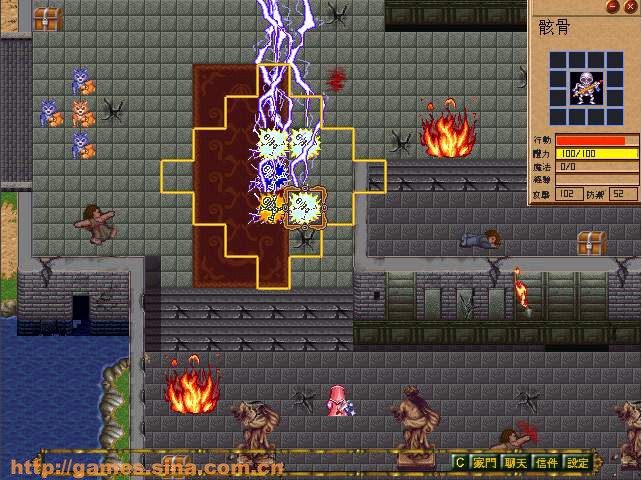 骸骨
行動
體力 100/100
魔法 0/0
經驗
攻擊 102 防禦 52
http://games.sina.com.cn
C 家門 聊天 信件 設定